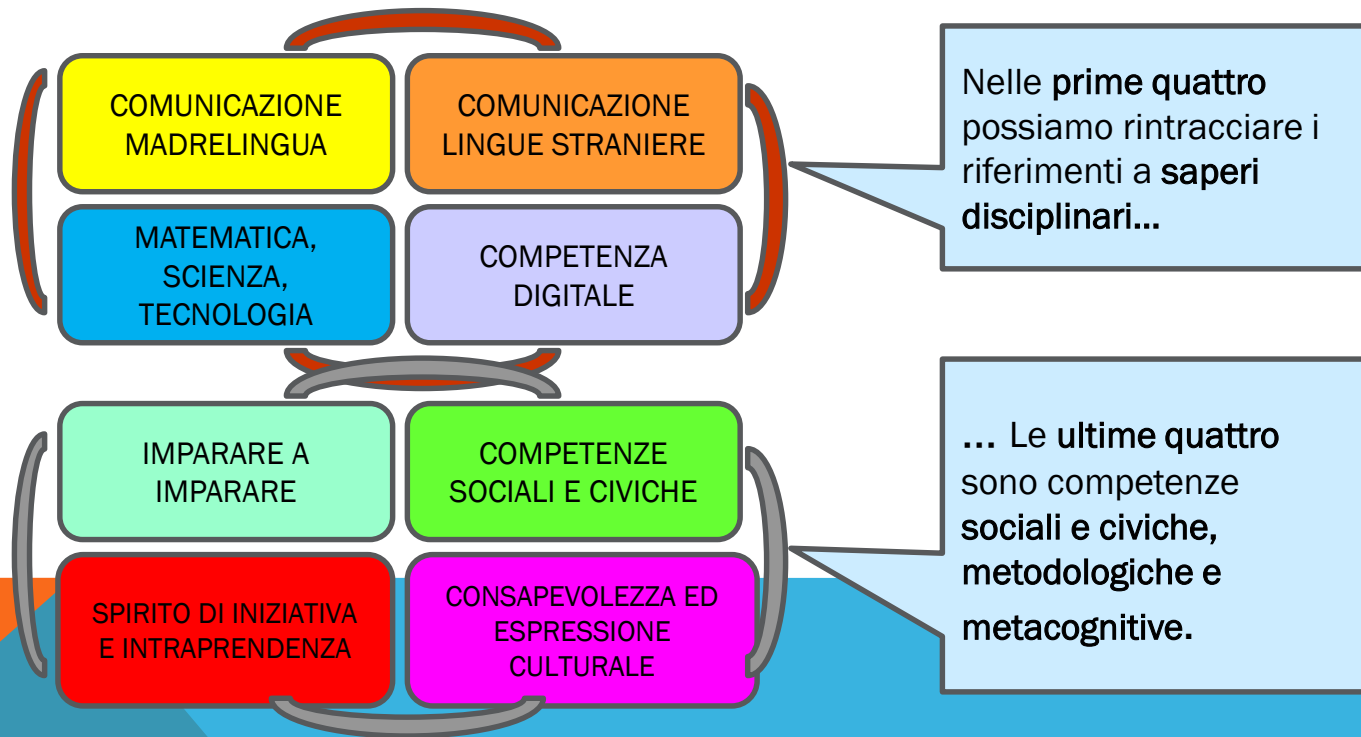 COMUNICAZIONE
MADRELINGUA
COMUNICAZIONE
LINGUE STRANIERE
MATEMATICA,
SCIENZA,
TECNOLOGIA
COMPETENZA
DIGITALE
Nelle prime quattro
possiamo rintracciare i
riferimenti a saperi
disciplinari...
IMPARARE A
IMPARARE
COMPETENZE
SOCIALI E CIVICHE
SPIRITO DI INIZIATIVA
E INTRAPRENDENZA
CONSAPEVOLEZZA ED
ESPRESSIONE
CULTURALE
... Le ultime quattro
sono competenze
sociali e civiche,
metodologiche e
metacognitive.